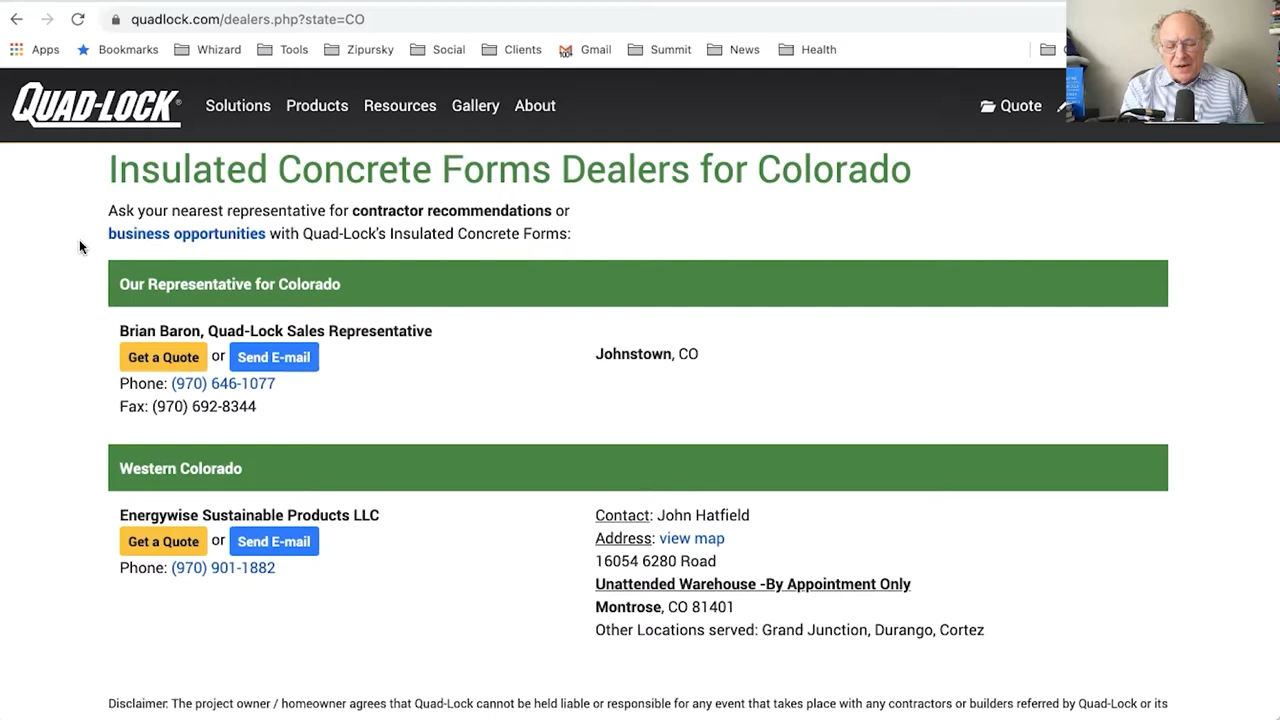 quadlock.com/dealers.php?state=CO
Apps Bookmarks Whizard Tools Zipursky Social Clients Gmail Summit News Health
QUAD-LOCK® Solutions Products Resources Gallery About Quote
Insulated Concrete Forms Dealers for Colorado
Ask your nearest representative for contractor recommendations or
business opportunities with Quad-Lock's Insulated Concrete Forms:
Our Representative for Colorado
Brian Baron, Quad-Lock Sales Representative
Get a Quote or Send E-mail
Johnstown, CO
Phone: (970) 646-1077
Fax: (970) 692-8344
Western Colorado
Energywise Sustainable Products LLC
Get a Quote or Send E-mail
Phone: (970) 901-1882
Contact: John Hatfield
Address: view map
16054 6280 Road
Unattended Warehouse -By Appointment Only
Montrose, CO 81401
Other Locations served: Grand Junction, Durango, Cortez
Disclaimer: The project owner / homeowner agrees that Quad-Lock cannot be held liable or responsible for any event that takes place with any contractors or builders referred by Quad-Lock or its